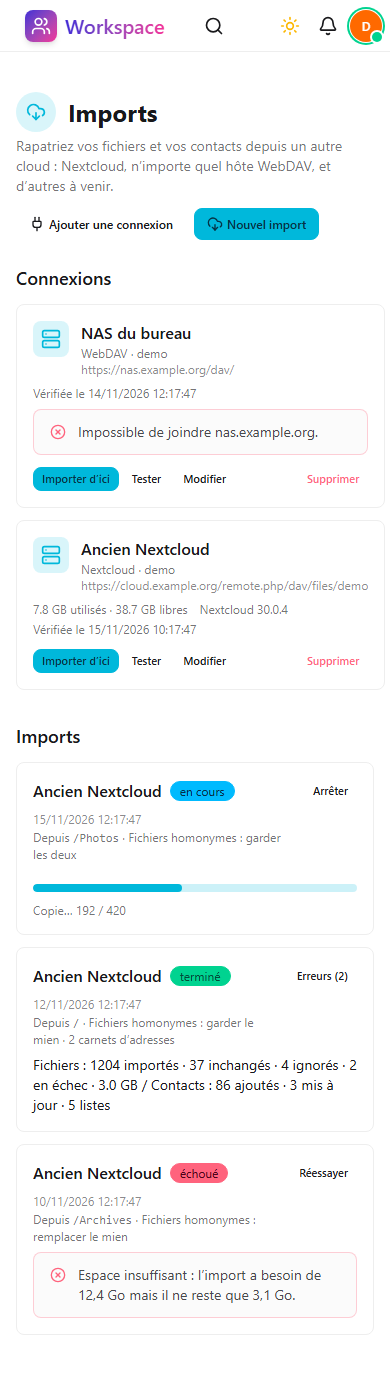 Workspace
D
Imports
Rapatriez vos fichiers et vos contacts depuis un autre
cloud : Nextcloud, n’importe quel hôte WebDAV, et
d’autres à venir.
Ajouter une connexion
Nouvel import
Connexions
NAS du bureau
WebDAV · demo
https://nas.example.org/dav/
Vérifiée le 14/11/2026 12:17:47
Impossible de joindre nas.example.org.
Importer d’ici
Tester
Modifier
Supprimer
Ancien Nextcloud
Nextcloud · demo
https://cloud.example.org/remote.php/dav/files/demo
7.8 GB utilisés · 38.7 GB libres Nextcloud 30.0.4
Vérifiée le 15/11/2026 10:17:47
Importer d’ici
Tester
Modifier
Supprimer
Imports
Ancien Nextcloud
en cours
Arrêter
15/11/2026 12:17:47
Depuis /Photos · Fichiers homonymes : garder
les deux
Copie… 192 / 420
Ancien Nextcloud
terminé
Erreurs (2)
12/11/2026 12:17:47
Depuis / · Fichiers homonymes : garder le
mien · 2 carnets d’adresses
Fichiers : 1204 importés · 37 inchangés · 4 ignorés · 2
en échec · 3.0 GB / Contacts : 86 ajoutés · 3 mis à
jour · 5 listes
Ancien Nextcloud
échoué
Réessayer
10/11/2026 12:17:47
Depuis /Archives · Fichiers homonymes :
remplacer le mien
Espace insuffisant : l’import a besoin de
12,4 Go mais il ne reste que 3,1 Go.